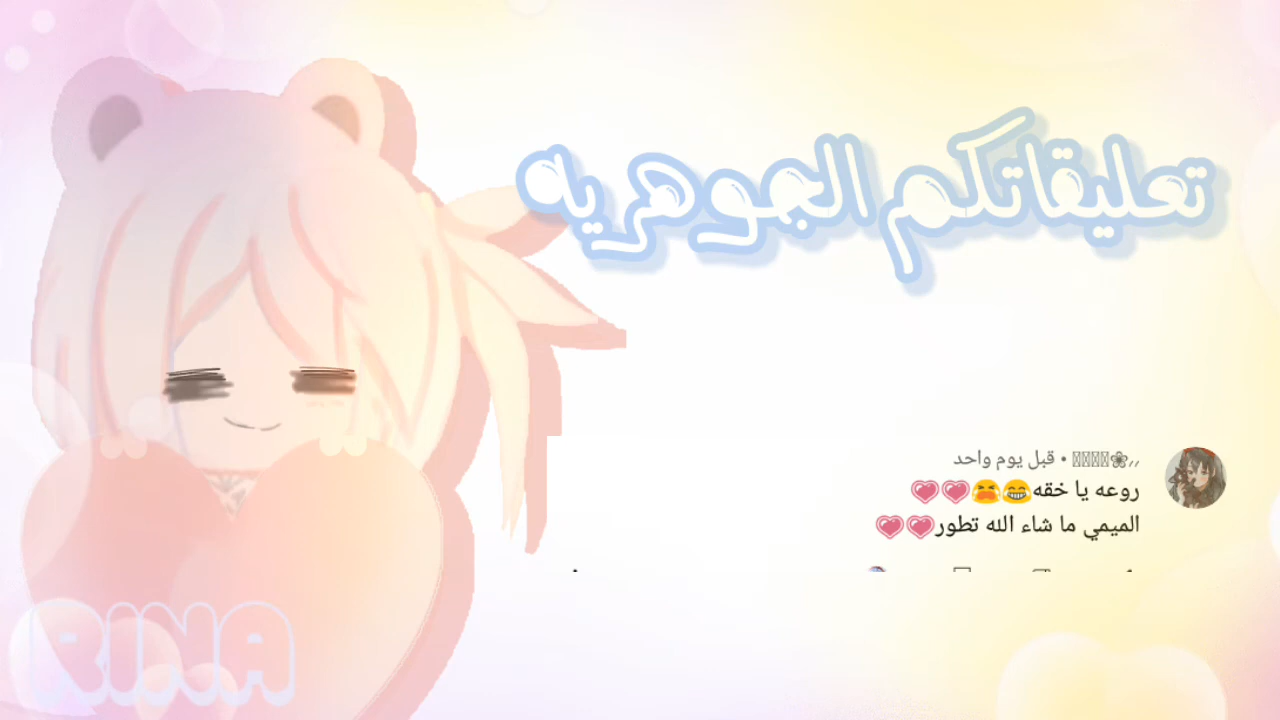 تعليقاتكم الجوهريه
,,❀ • قبل يوم واحد
روعه يا خقه😂😭💗💗
الميمي ما شاء الله تطور💗💗
RINA